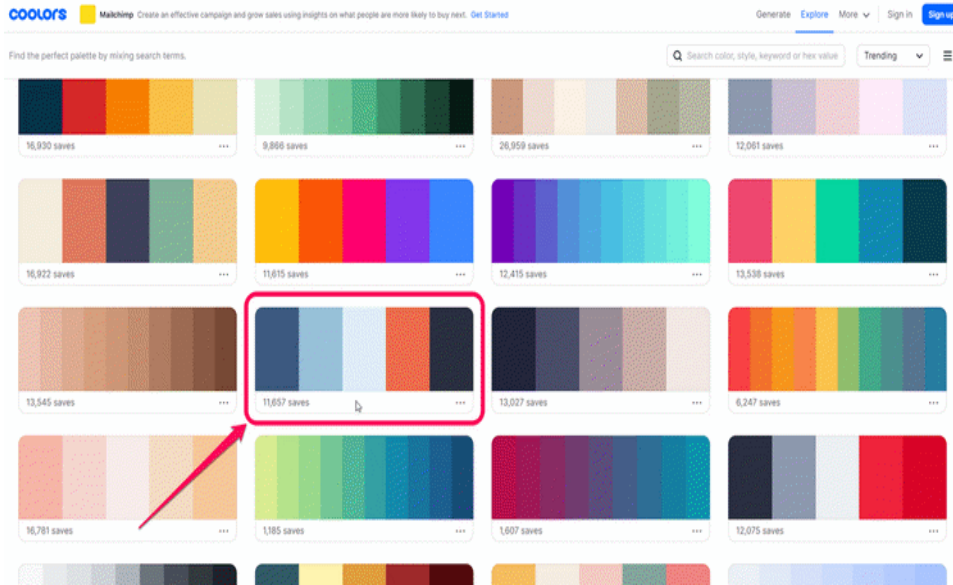 coolors
Mailchimp Create an effective campaign and grow sales using insights on what people are more likely to buy next. Get Started
Generate Explore More Sign in Sign up
Find the perfect palette by mixing search terms.
Search color, style, keyword or hex value
Trending
16,930 saves
9,866 saves
26,959 saves
12,061 saves
16,922 saves
11,615 saves
12,415 saves
13,538 saves
13,545 saves
11,657 saves
13,027 saves
6,247 saves
16,781 saves
1,185 saves
1,607 saves
12,075 saves